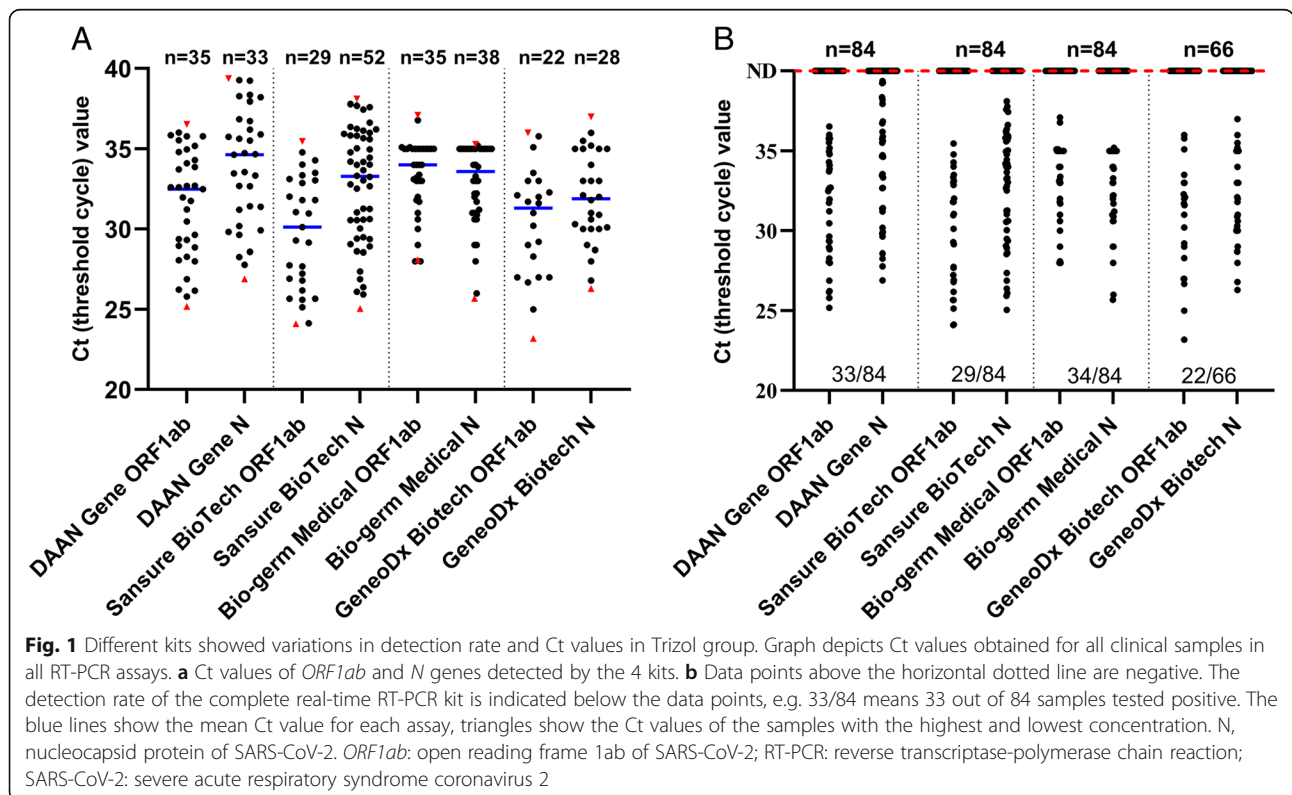 A
n=35 n=33 n=29 n=52 n=35 n=38 n=22 n=28
Ct (threshold cycle) value
40
35
30
25
20
DAAN Gene ORF1ab
DAAN Gene N
Sansure BioTech ORF1ab
Sansure BioTech N
Bio-germ Medical ORF1ab
Bio-germ Medical N
GeneoDx Biotech ORF1ab
GeneoDx Biotech N
B
n=84 n=84 n=84 n=66
Ct (threshold cycle) value
ND
35
30
25
20
33/84 29/84 34/84 22/66
DAAN Gene ORF1ab
DAAN Gene N
Sansure BioTech ORF1ab
Sansure BioTech N
Bio-germ Medical ORF1ab
Bio-germ Medical N
GeneoDx Biotech ORF1ab
GeneoDx Biotech N
Fig. 1 Different kits showed variations in detection rate and Ct values in Trizol group. Graph depicts Ct values obtained for all clinical samples in
all RT-PCR assays. a Ct values of ORF1ab and N genes detected by the 4 kits. b Data points above the horizontal dotted line are negative. The
detection rate of the complete real-time RT-PCR kit is indicated below the data points, e.g. 33/84 means 33 out of 84 samples tested positive. The
blue lines show the mean Ct value for each assay, triangles show the Ct values of the samples with the highest and lowest concentration. N,
nucleocapsid protein of SARS-CoV-2. ORF1ab: open reading frame 1ab of SARS-CoV-2; RT-PCR: reverse transcriptase-polymerase chain reaction;
SARS-CoV-2: severe acute respiratory syndrome coronavirus 2